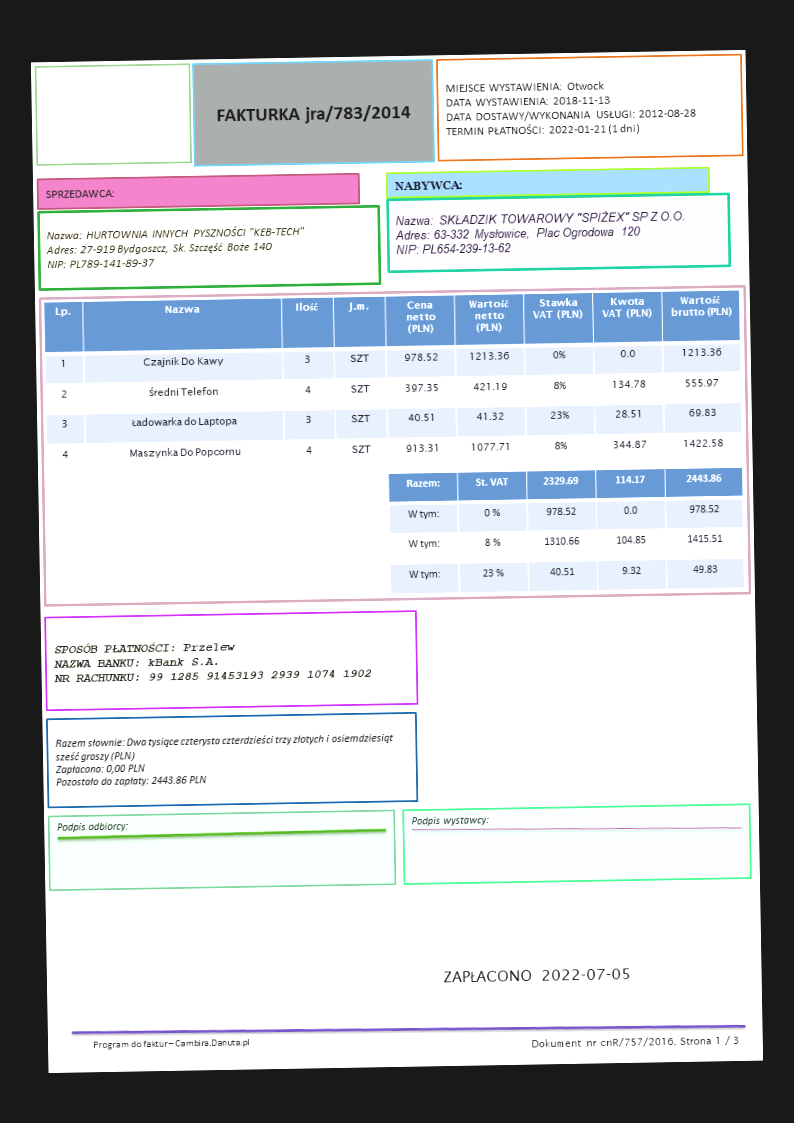 FAKTURKA jra/783/2014
MIEJSCE WYSTAWIENIA: Otwock
DATA WYSTAWIENIA: 2018-11-13
DATA DOSTAWY/WYKONANIA USŁUGI: 2012-08-28
TERMIN PŁATNOŚCI: 2022-01-21 (1 dni)
SPRZEDAWCA:
Nazwa: HURTOWNIA INNYCH PYSZNOŚCI "KEB-TECH"
Adres: 27-919 Bydgoszcz, Sk. Szczęść Boże 140
NIP: PL789-141-89-37
NABYWCA:
Nazwa: SKŁADZIK TOWAROWY "SPIŻEX" SP Z O.O.
Adres: 63-332 Mysłowice, Plac Ogrodowa 120
NIP: PL654-239-13-62
Lp. Nazwa Ilość J.m. Cena netto (PLN) Wartość netto (PLN) Stawka VAT (PLN) Kwota VAT (PLN) Wartość brutto (PLN)
1 Czajnik Do Kawy 3 SZT 978.52 1213.36 0% 0.0 1213.36
2 średni Telefon 4 SZT 397.35 421.19 8% 134.78 555.97
3 Ładowarka do Laptopa 3 SZT 40.51 41.32 23% 28.51 69.83
4 Maszynka Do Popcornu 4 SZT 913.31 1077.71 8% 344.87 1422.58
Razem: St. VAT 2329.69 114.17 2443.86
W tym: 0 % 978.52 0.0 978.52
W tym: 8 % 1310.66 104.85 1415.51
W tym: 23 % 40.51 9.32 49.83
SPOSÓB PŁATNOŚCI: Przelew
NAZWA BANKU: kBank S.A.
NR RACHUNKU: 99 1285 91453193 2939 1074 1902
Razem słownie: Dwa tysiące czterysta czterdzieści trzy złotych i osiemdziesiąt
sześć groszy (PLN)
Zapłacono: 0,00 PLN
Pozostało do zapłaty: 2443.86 PLN
Podpis odbiorcy:
Podpis wystawcy:
ZAPŁACONO 2022-07-05
Program do faktur – Cambira.Danuta.pl
Dokument nr cnR/757/2016. Strona 1 / 3